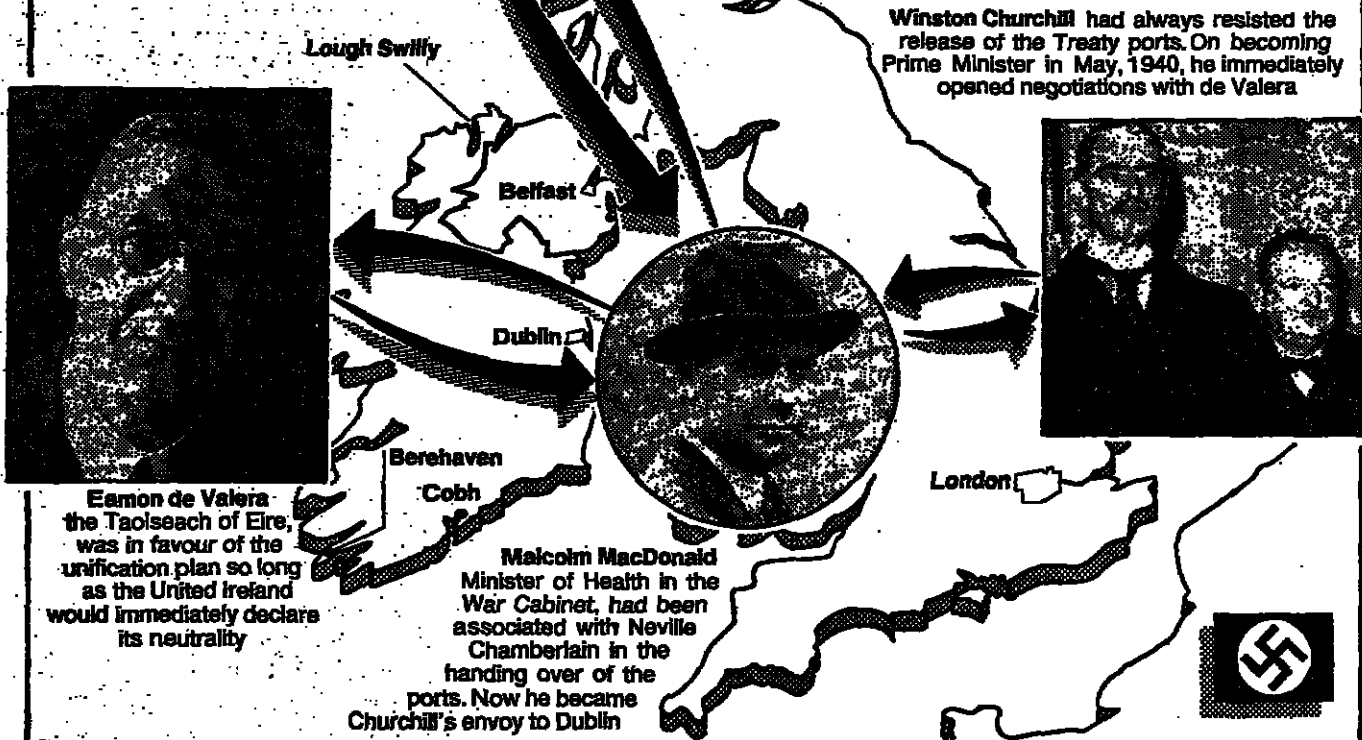 Winston Churchill had always resisted the
release of the Treaty ports. On becoming
Prime Minister in May, 1940, he immediately
opened negotiations with de Valera
Lough Swilly
Belfast
Dublin
Berehaven
Cobh
London
Eamon de Valera
the Taoiseach of Eire,
was in favour of the
unification plan so long
as the United Ireland
would immediately declare
its neutrality
Malcolm MacDonald
Minister of Health in the
War Cabinet, had been
associated with Neville
Chamberlain in the
handing over of the
ports. Now he became
Churchill's envoy to Dublin